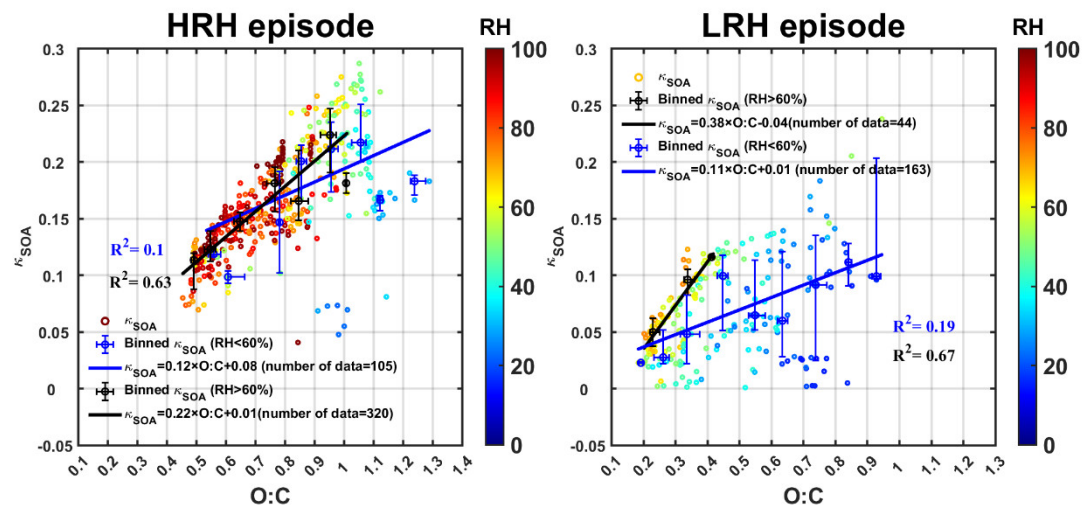 HRH episode
RH
0.3
0.25
0.2
0.15
0.1
0.05
0
-0.05
κSOA
R²= 0.1
R²= 0.63
κSOA
Binned κSOA (RH<60%)
κSOA=0.12×O:C+0.08 (number of data=105)
Binned κSOA (RH>60%)
κSOA=0.22×O:C+0.01(number of data=320)
0.1 0.2 0.3 0.4 0.5 0.6 0.7 0.8 0.9 1 1.1 1.2 1.3 1.4
O:C
100
80
60
40
20
0
LRH episode
RH
0.3
0.25
0.2
0.15
0.1
0.05
0
-0.05
κSOA
κSOA
Binned κSOA (RH>60%)
κSOA=0.38×O:C-0.04(number of data=44)
Binned κSOA (RH<60%)
κSOA=0.11×O:C+0.01 (number of data=163)
R²= 0.19
R²= 0.67
0.1 0.2 0.3 0.4 0.5 0.6 0.7 0.8 0.9 1 1.1 1.2 1.3 1.4
O:C
100
80
60
40
20
0